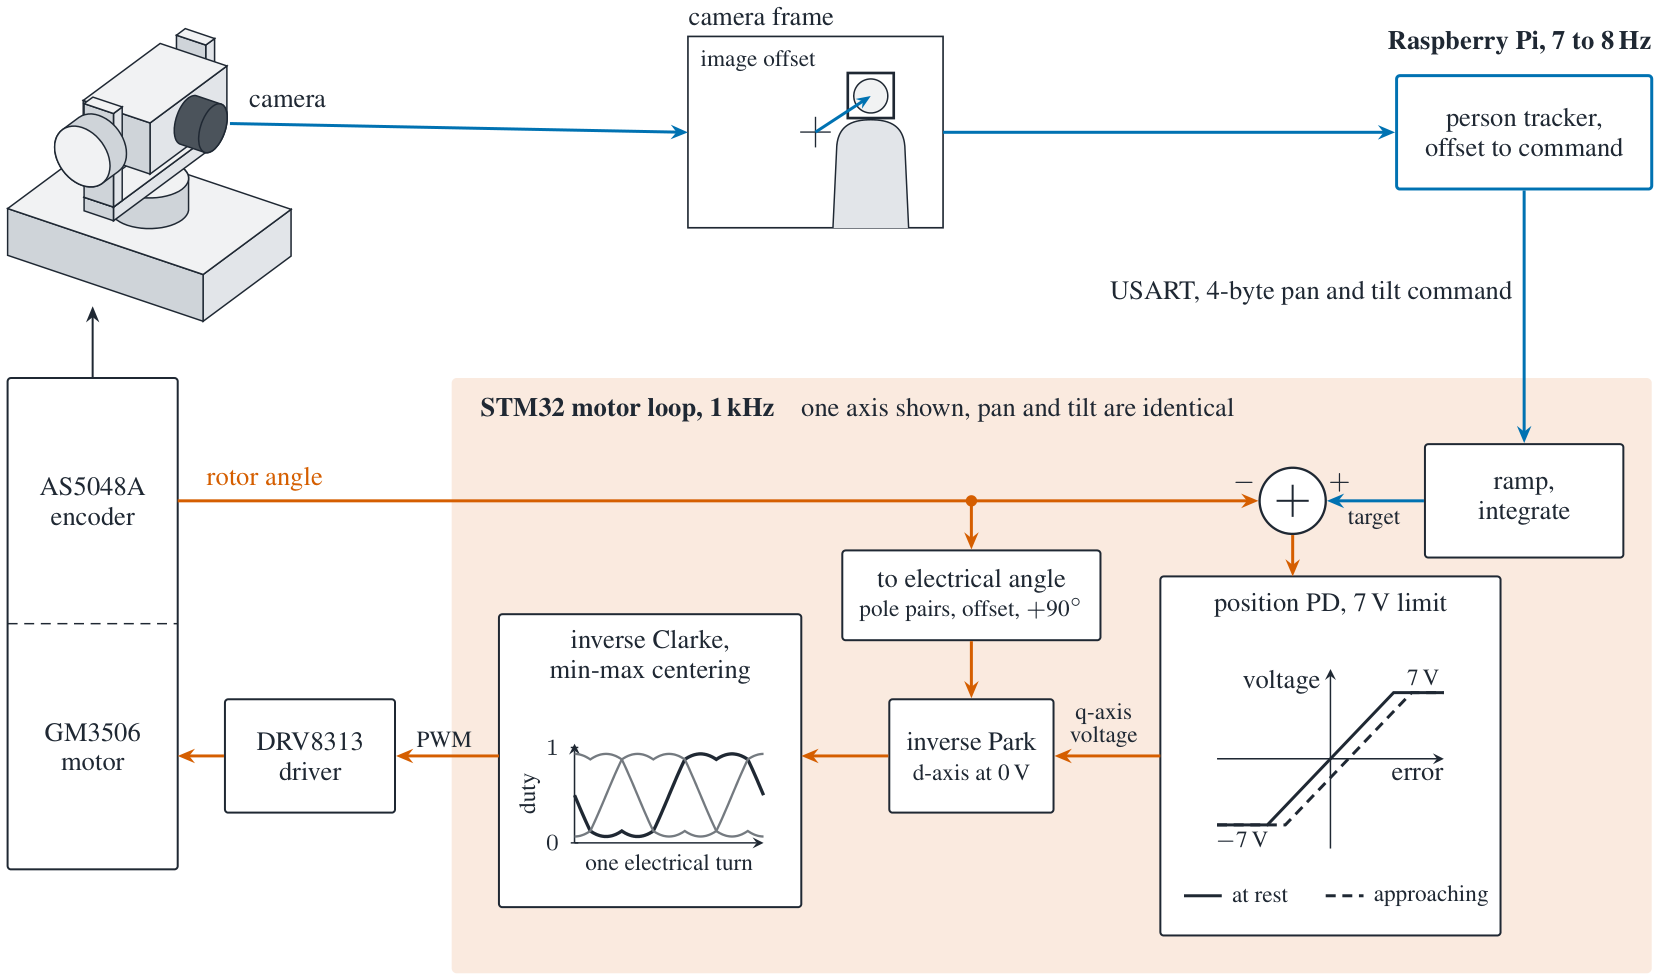 camera frame
Raspberry Pi, 7 to 8 Hz
image offset
camera
person tracker,
offset to command
USART, 4-byte pan and tilt command
STM32 motor loop, 1 kHz one axis shown, pan and tilt are identical
AS5048A
encoder
rotor angle
−
+
+
target
ramp,
integrate
to electrical angle
pole pairs, offset, +90°
position PD, 7 V limit
inverse Clarke,
min-max centering
voltage
7 V
error
−7 V
at rest
approaching
q-axis
voltage
inverse Park
d-axis at 0 V
1
duty
0
one electrical turn
PWM
DRV8313
driver
GM3506
motor